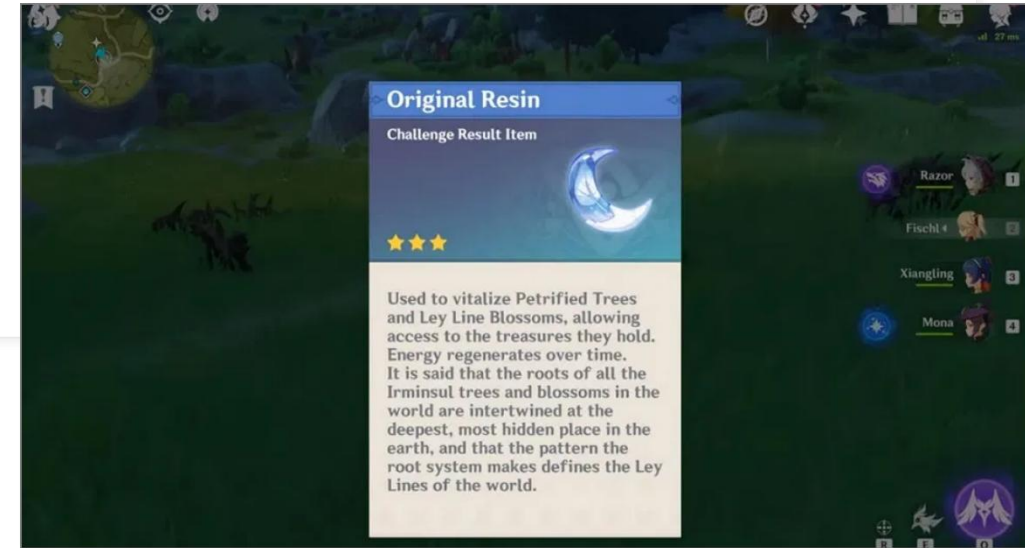 27 ms
Original Resin
Challenge Result Item
Razor
1
Fischl
2
Used to vitalize Petrified Trees
and Ley Line Blossoms, allowing
access to the treasures they hold.
Energy regenerates over time.
It is said that the roots of all the
Irminsul trees and blossoms in the
world are intertwined at the
deepest, most hidden place in the
earth, and that the pattern the
root system makes defines the Ley
Lines of the world.
Xiangling
3
Mona
4
R
E
Q